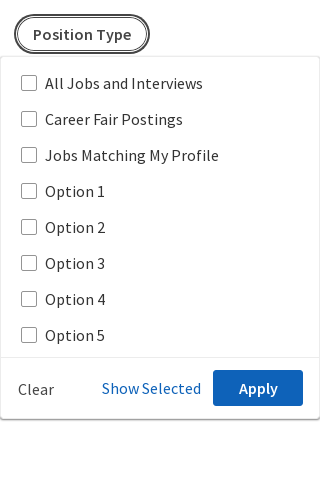 Position Type
All Jobs and Interviews
Career Fair Postings
Jobs Matching My Profile
Option 1
Option 2
Option 3
Option 4
Option 5
Clear Show Selected Apply